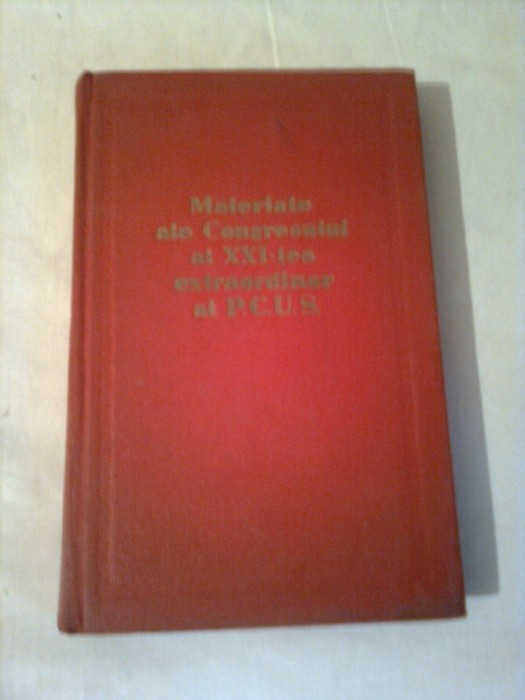 Materiale
ale Congresului
al XXI-lea
extraordinar
al P.C.U.S.